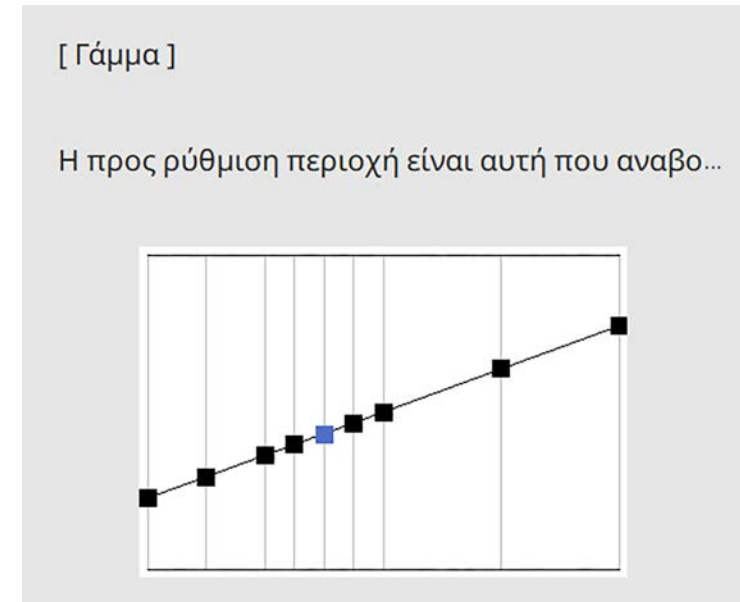 [ Γάμμα ]
Η προς ρύθμιση περιοχή είναι αυτή που αναβο...